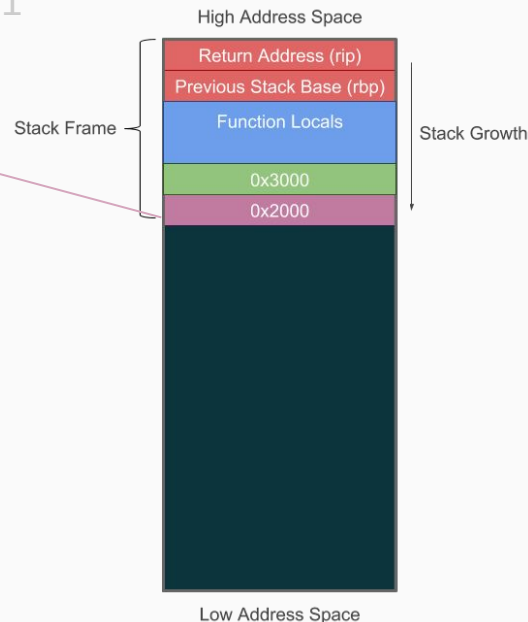 1
High Address Space
Return Address (rip)
Previous Stack Base (rbp)
Stack Frame
Function Locals
Stack Growth
0x3000
0x2000
Low Address Space